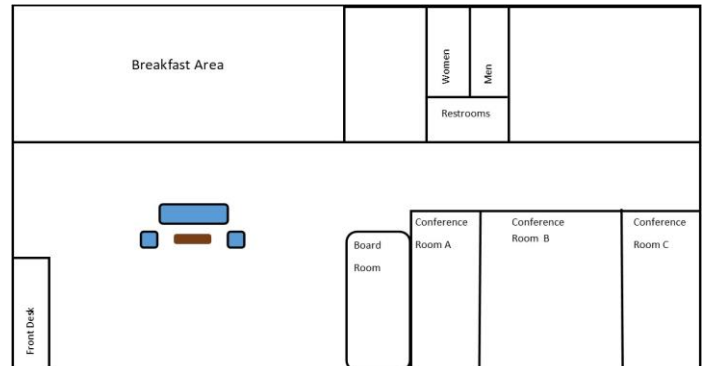 Breakfast Area
Women
Men
Restrooms
Conference
Room A
Conference
Room B
Conference
Room C
Board
Room
Front Desk